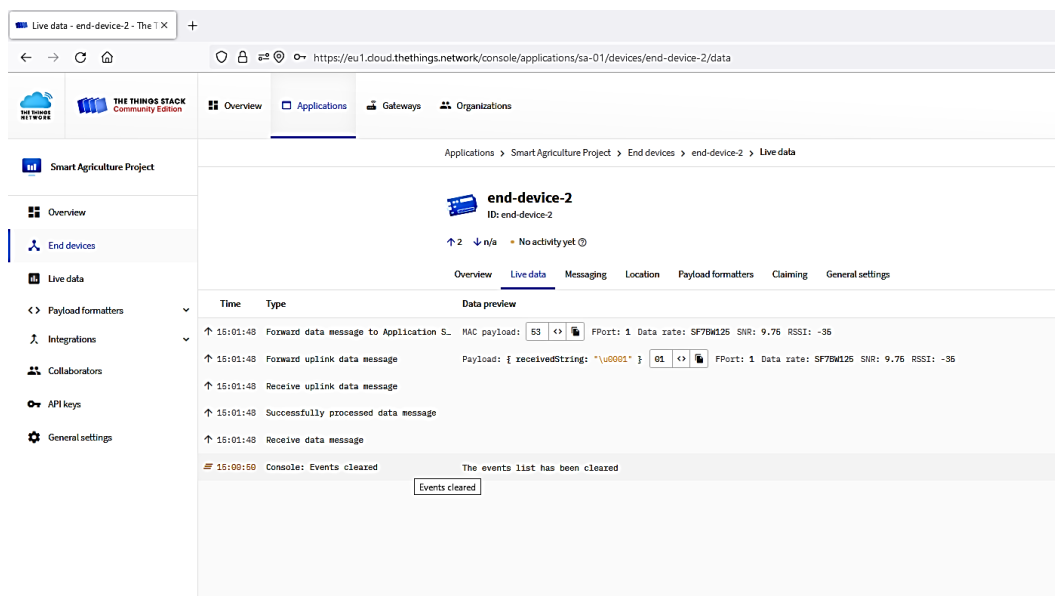 Live data - end-device-2 - The T
https://eu1.cloud.thethings.network/console/applications/sa-01/devices/end-device-2/data
THE THINGS NETWORK
THE THINGS STACK
Community Edition
Overview Applications Gateways Organizations
Smart Agriculture Project
Applications > Smart Agriculture Project > End devices > end-device-2 > Live data
end-device-2
ID: end-device-2
↑ 2 ↓ n/a • No activity yet
Overview
End devices
Live data
Payload formatters
Integrations
Collaborators
API keys
General settings
Overview Live data Messaging Location Payload formatters Claiming General settings
Time Type Data preview
↑ 15:01:48 Forward data message to Application S… MAC payload: 53 <> FPort: 1 Data rate: SF7BW125 SNR: 9.75 RSSI: -35
↑ 15:01:48 Forward uplink data message Payload: { receivedString: "\u0001" } 01 <> FPort: 1 Data rate: SF7BW125 SNR: 9.75 RSSI: -35
↑ 15:01:48 Receive uplink data message
↑ 15:01:48 Successfully processed data message
↑ 15:01:48 Receive data message
15:00:50 Console: Events cleared The events list has been cleared
Events cleared